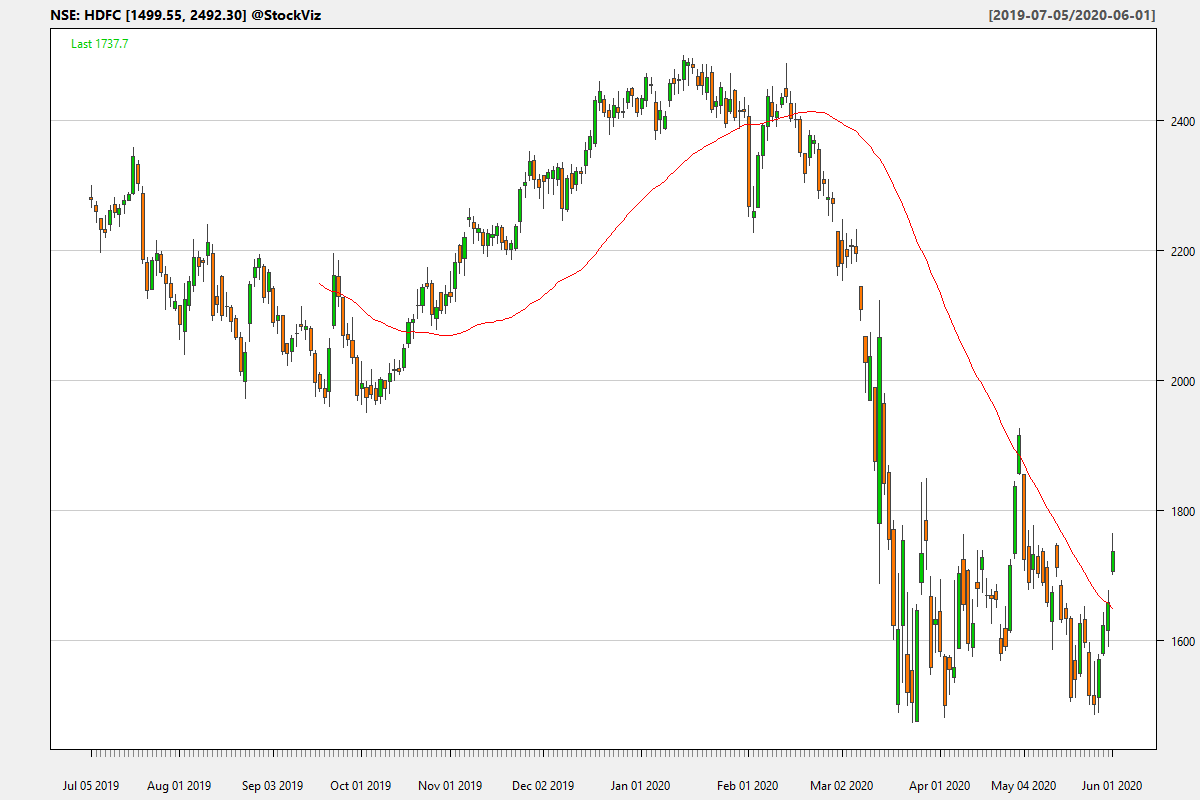 NSE: HDFC [1499.55, 2492.30] @StockViz
[2019-07-05/2020-06-01]
Last 1737.7
2400
2200
2000
1800
1600
Jul 05 2019
Aug 01 2019
Sep 03 2019
Oct 01 2019
Nov 01 2019
Dec 02 2019
Jan 01 2020
Feb 01 2020
Mar 02 2020
Apr 01 2020
May 04 2020
Jun 01 2020